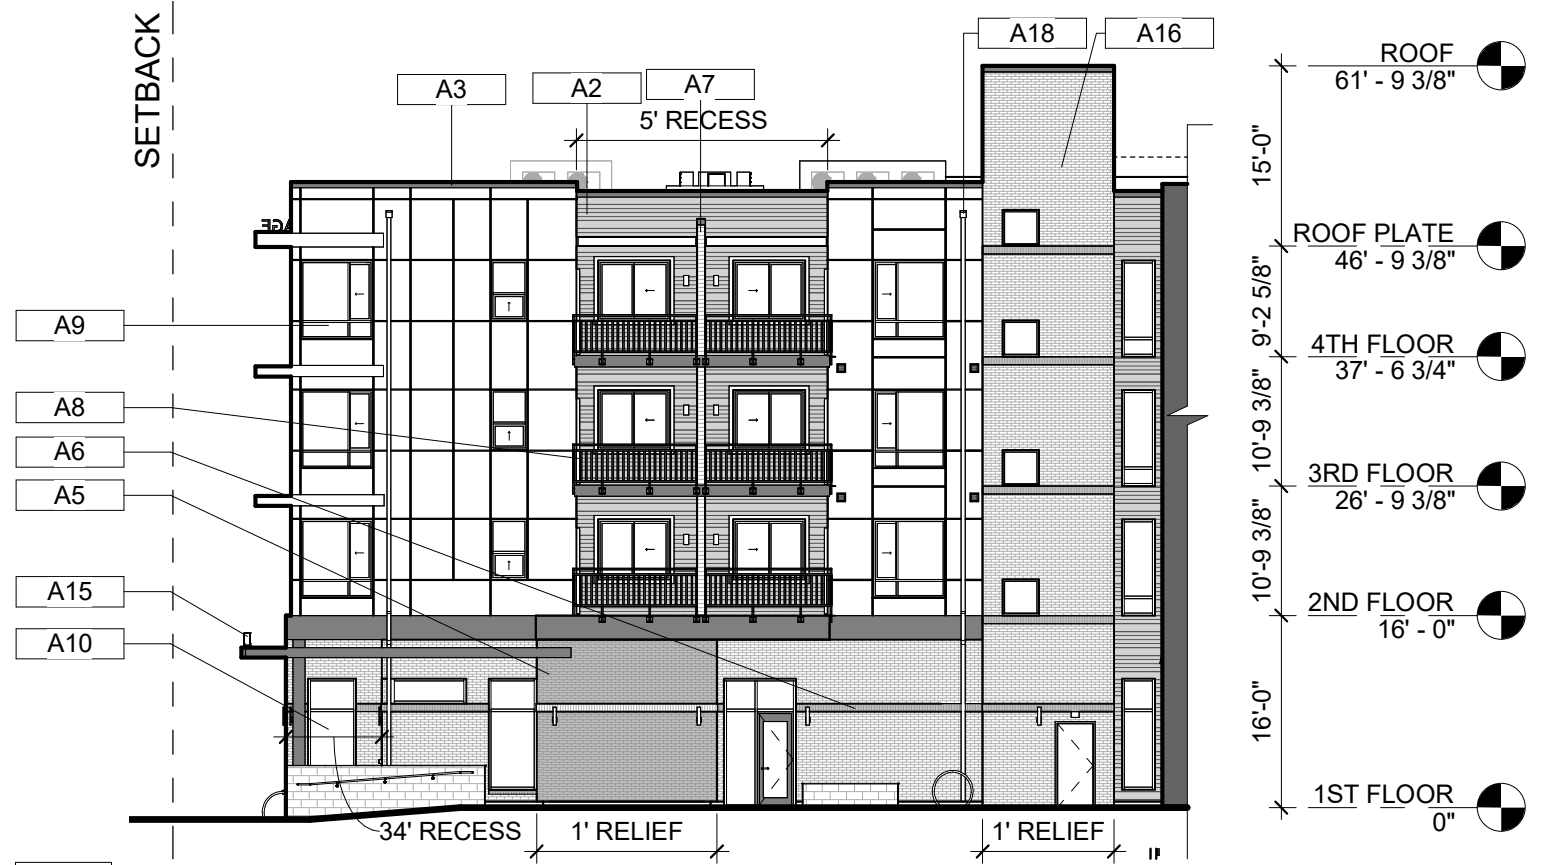 SETBACK
A18
A16
A3
A2
A7
5' RECESS
ROOF
61' - 9 3/8"
15'-0"
ROOF PLATE
46' - 9 3/8"
9'-2 5/8"
A9
4TH FLOOR
37' - 6 3/4"
A8
10'-9 3/8"
A6
3RD FLOOR
26' - 9 3/8"
A5
10'-9 3/8"
A15
2ND FLOOR
16' - 0"
A10
16'-0"
1ST FLOOR
0"
34' RECESS
1' RELIEF
1' RELIEF